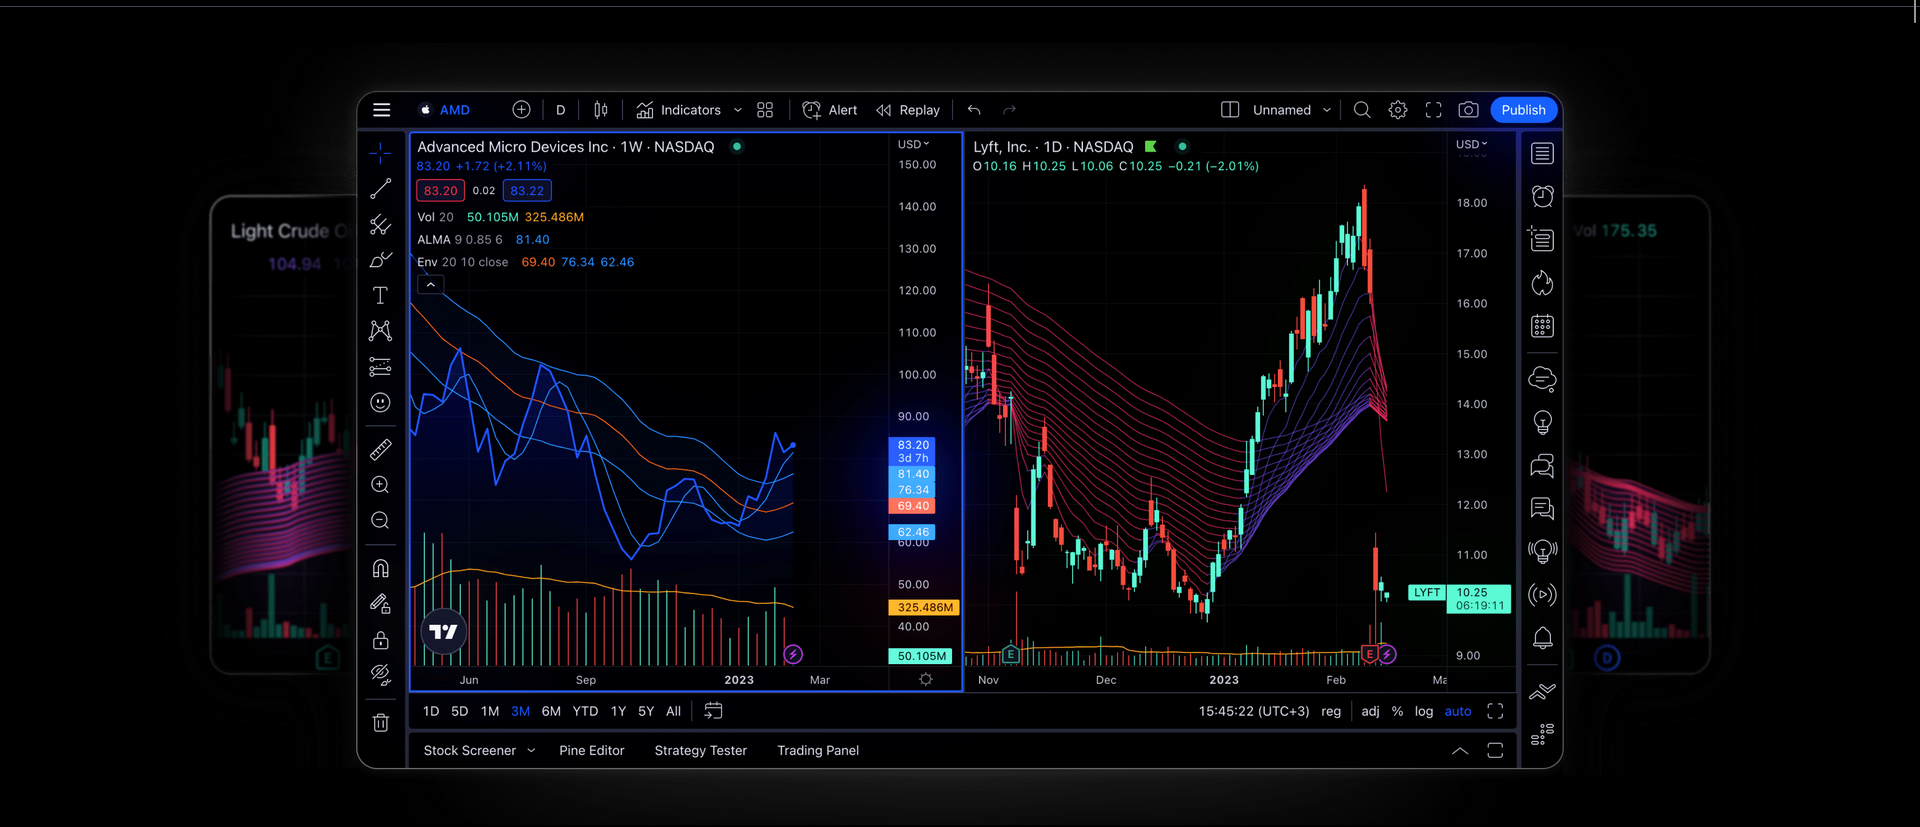 AMD
D
Indicators
Alert
Replay
Unnamed
Publish
Advanced Micro Devices Inc · 1W · NASDAQ
83.20 +1.72 (+2.11%)
83.20 0.02 83.22
Vol 20 50.105M 325.486M
ALMA 9 0.85 6 81.40
Env 20 10 close 69.40 76.34 62.46
USD
150.00
140.00
130.00
120.00
110.00
100.00
90.00
83.20
3d 7h
81.40
76.34
69.40
62.46
60.00
50.00
325.486M
40.00
50.105M
Jun Sep 2023 Mar
Lyft, Inc. · 1D · NASDAQ
O10.16 H10.25 L10.06 C10.25 −0.21 (−2.01%)
USD
18.00
17.00
16.00
15.00
14.00
13.00
12.00
11.00
LYFT 10.25
06:19:11
9.00
E
E
Nov Dec 2023 Feb Ma
1D 5D 1M 3M 6M YTD 1Y 5Y All
15:45:22 (UTC+3) reg adj % log auto
Stock Screener Pine Editor Strategy Tester Trading Panel
Light Crude O
104.94 10
E
Vol 175.35
D